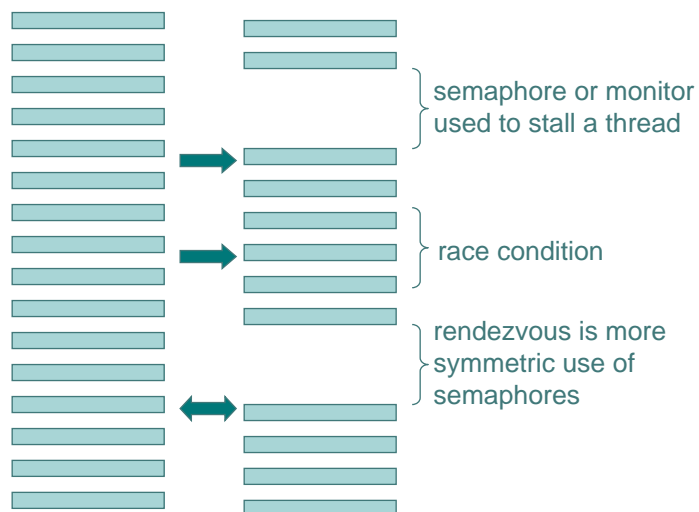 semaphore or monitor
used to stall a thread
race condition
rendezvous is more
symmetric use of
semaphores